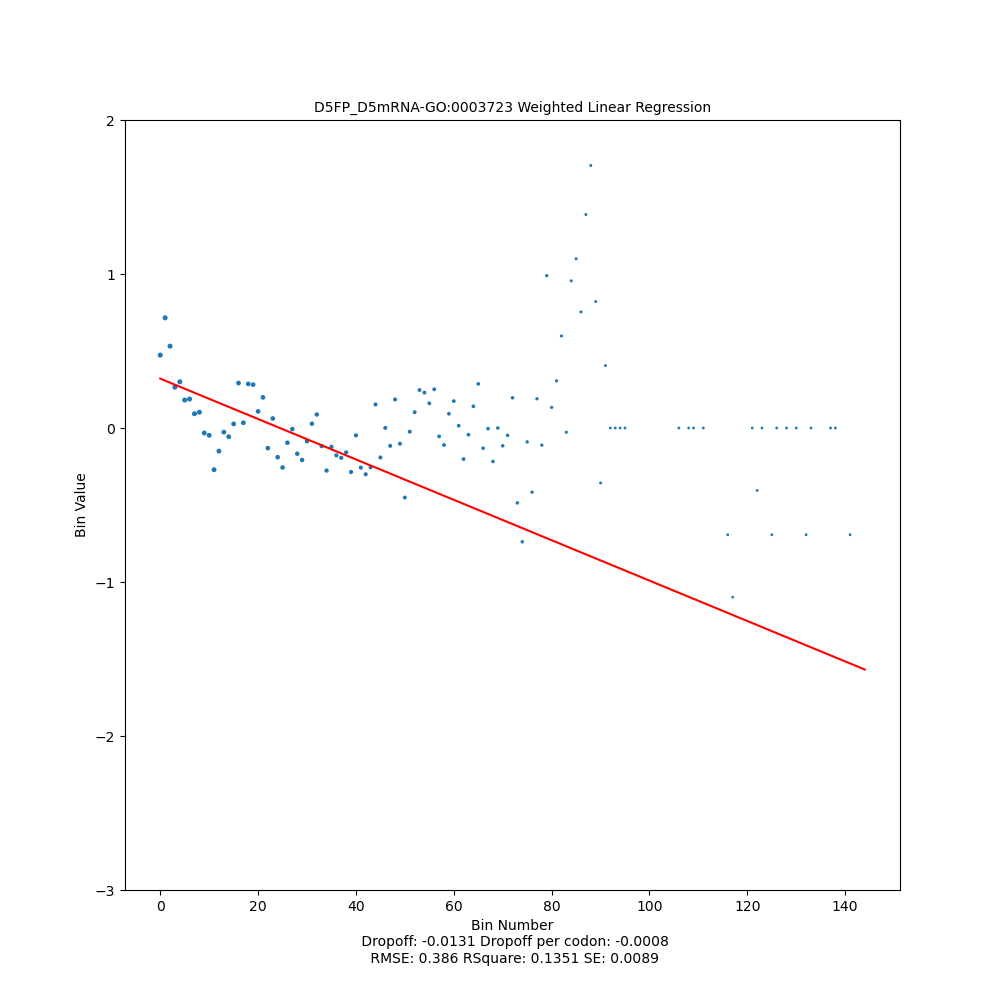 D5FP_D5mRNA-GO:0003723 Weighted Linear Regression
2
1
0
−1
−2
−3
Bin Value
0 20 40 60 80 100 120 140
Bin Number
Dropoff: -0.0131 Dropoff per codon: -0.0008
RMSE: 0.386 RSquare: 0.1351 SE: 0.0089